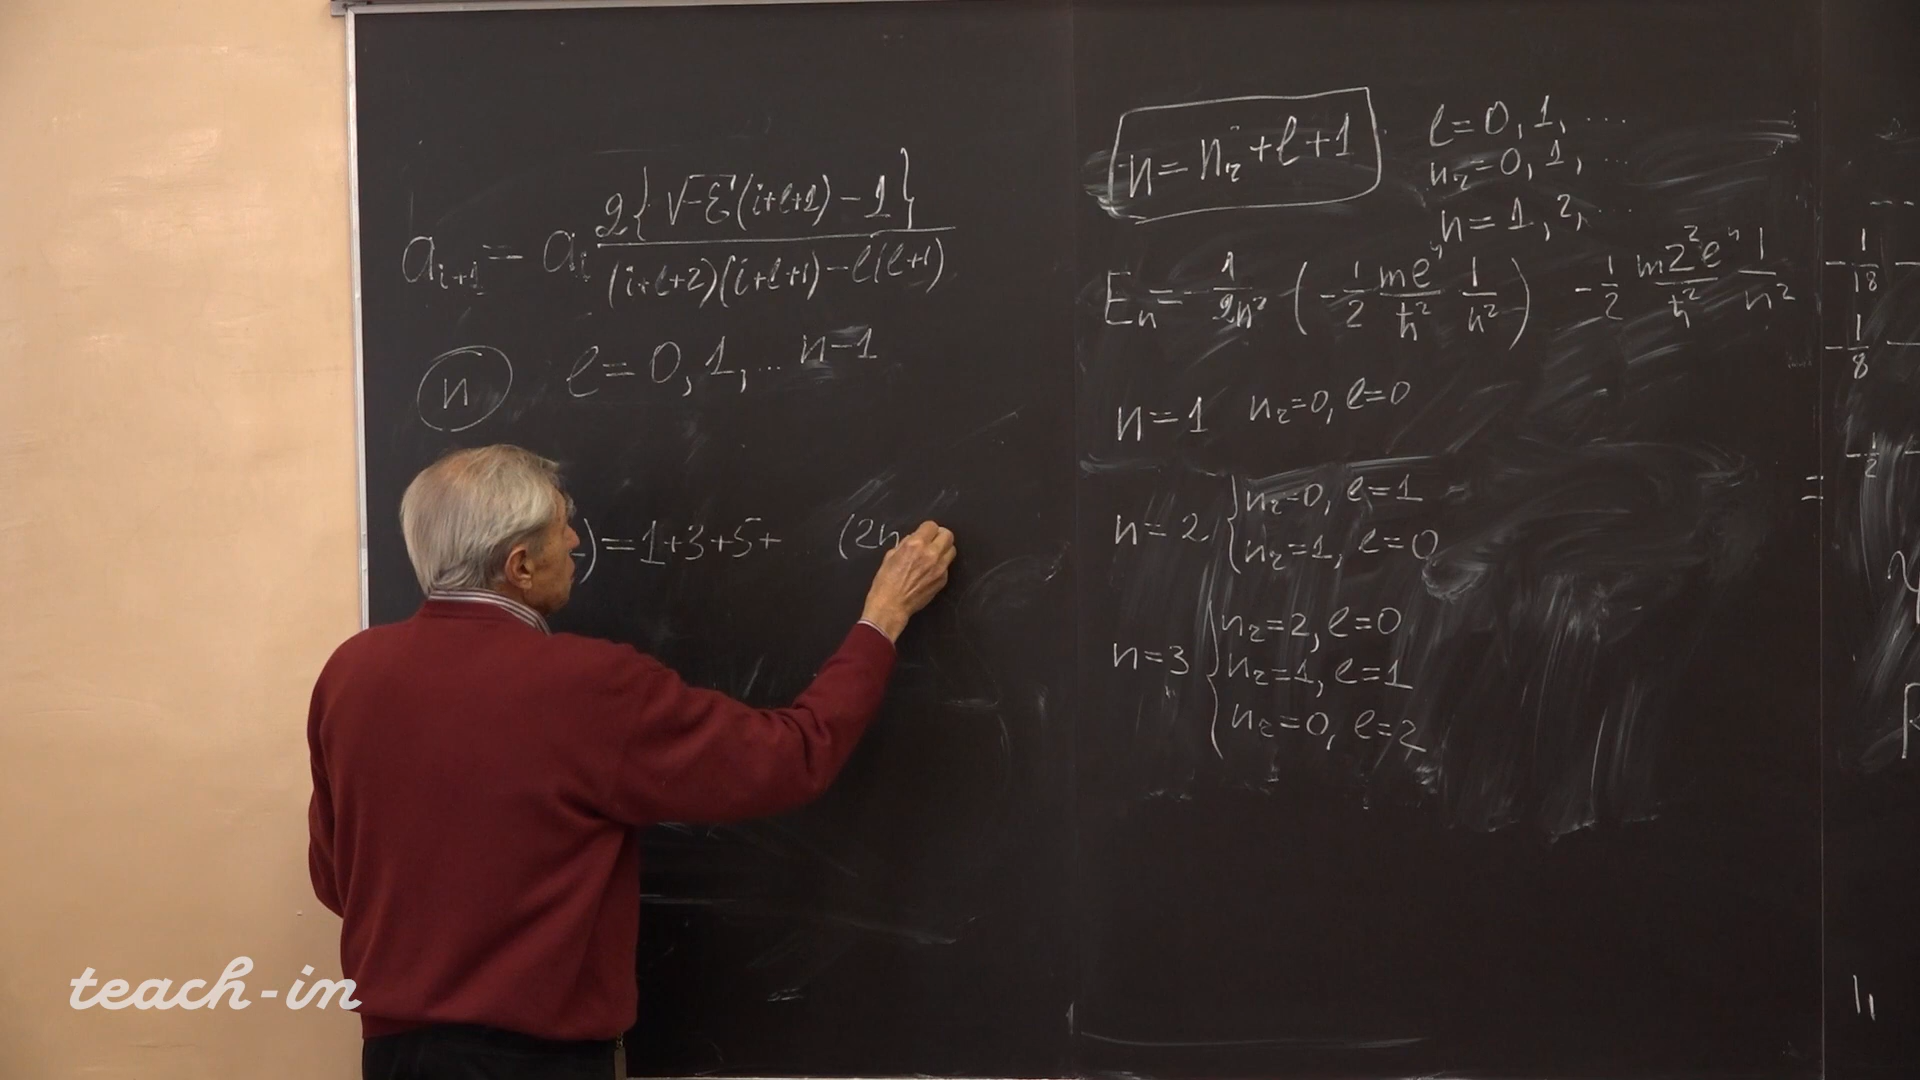 a_{i+1} = a_i \frac{2\{\sqrt{-ε}(i+ℓ+1) - 1\}}{(i+ℓ+2)(i+ℓ+1) - ℓ(ℓ+1)}
n ℓ = 0, 1, ... n-1
) = 1+3+5+ ... (2n
n = n_r + ℓ + 1
ℓ = 0, 1, ...
n_r = 0, 1, ...
n = 1, 2, ...
E_n = -\frac{1}{2n^2} (-\frac{1}{2} \frac{me^4}{ħ^2} \frac{1}{n^2}) -\frac{1}{2} \frac{mZ^2e^4}{ħ^2} \frac{1}{n^2}
n = 1 n_r=0, ℓ=0
n = 2 { n_r=0, ℓ=1
n_r=1, ℓ=0
n = 3 { n_r=2, ℓ=0
n_r=1, ℓ=1
n_r=0, ℓ=2
-\frac{1}{18} -
-\frac{1}{8} -
-\frac{1}{2} -
=
teach-in